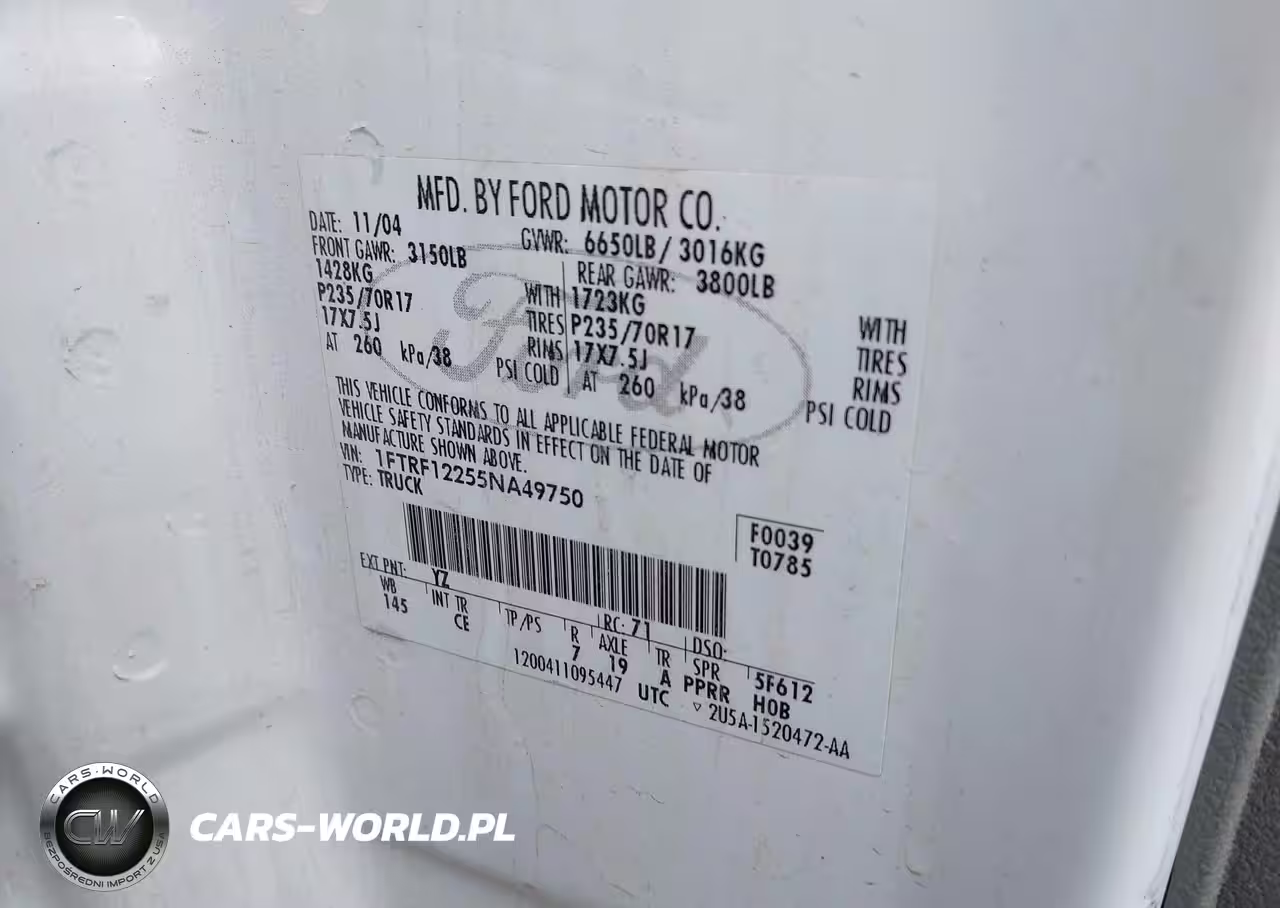 MFD. BY FORD MOTOR CO.
DATE: 11/04 GVWR: 6650LB/ 3016KG
FRONT GAWR: 3150LB REAR GAWR: 3800LB
1428KG WITH 1723KG WITH
P235/70R17 TIRES P235/70R17 TIRES
17X7.5J RIMS 17X7.5J RIMS
AT 260 kPa/38 PSI COLD AT 260 kPa/38 PSI COLD
Ford
THIS VEHICLE CONFORMS TO ALL APPLICABLE FEDERAL MOTOR
VEHICLE SAFETY STANDARDS IN EFFECT ON THE DATE OF
MANUFACTURE SHOWN ABOVE.
VIN: 1FTRF12255NA49750
TYPE: TRUCK
F0039
T0785
EXT PNT: YZ RC: 71 DSO: 5F612
WB INT TR TP/PS R AXLE TR SPR
145 CE 7 19 A PPRR H0B
1200411095447 UTC ▽ 2U5A-1520472-AA
CARS-WORLD
CW
BEZPOŚREDNI IMPORT Z USA
CARS-WORLD.PL